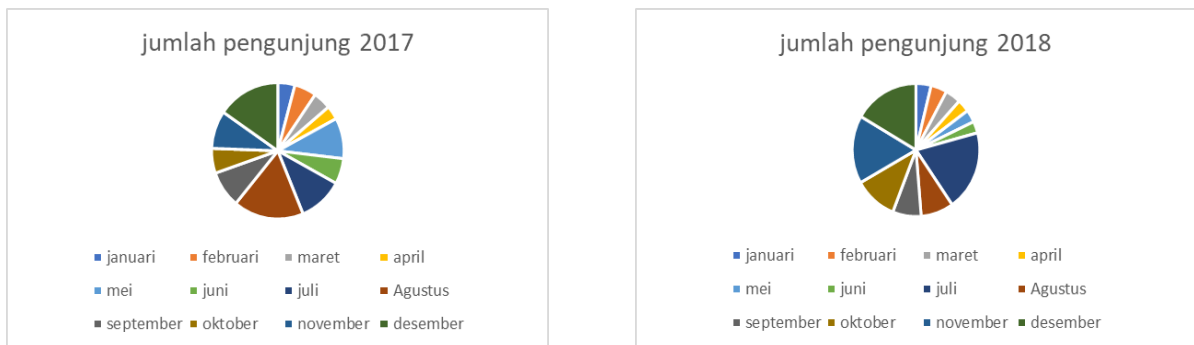 jumlah pengunjung 2017
januari februari maret april
mei juni juli Agustus
september oktober november desember
jumlah pengunjung 2018
januari februari maret april
mei juni juli Agustus
september oktober november desember